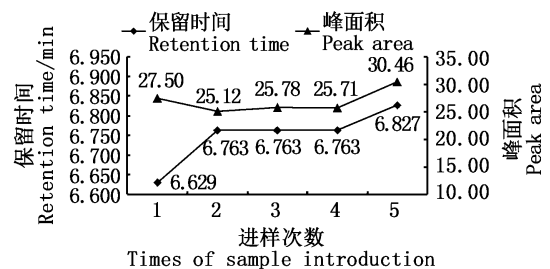 保留时间
Retention time
峰面积
Peak area
保留时间
Retention time/min
6.950
6.900
6.850
6.800
6.750
6.700
6.650
6.600
27.50
25.12
25.78
25.71
30.46
6.629
6.763
6.763
6.763
6.827
35.00
30.00
25.00
20.00
15.00
10.00
峰面积
Peak area
1 2 3 4 5
进样次数
Times of sample introduction